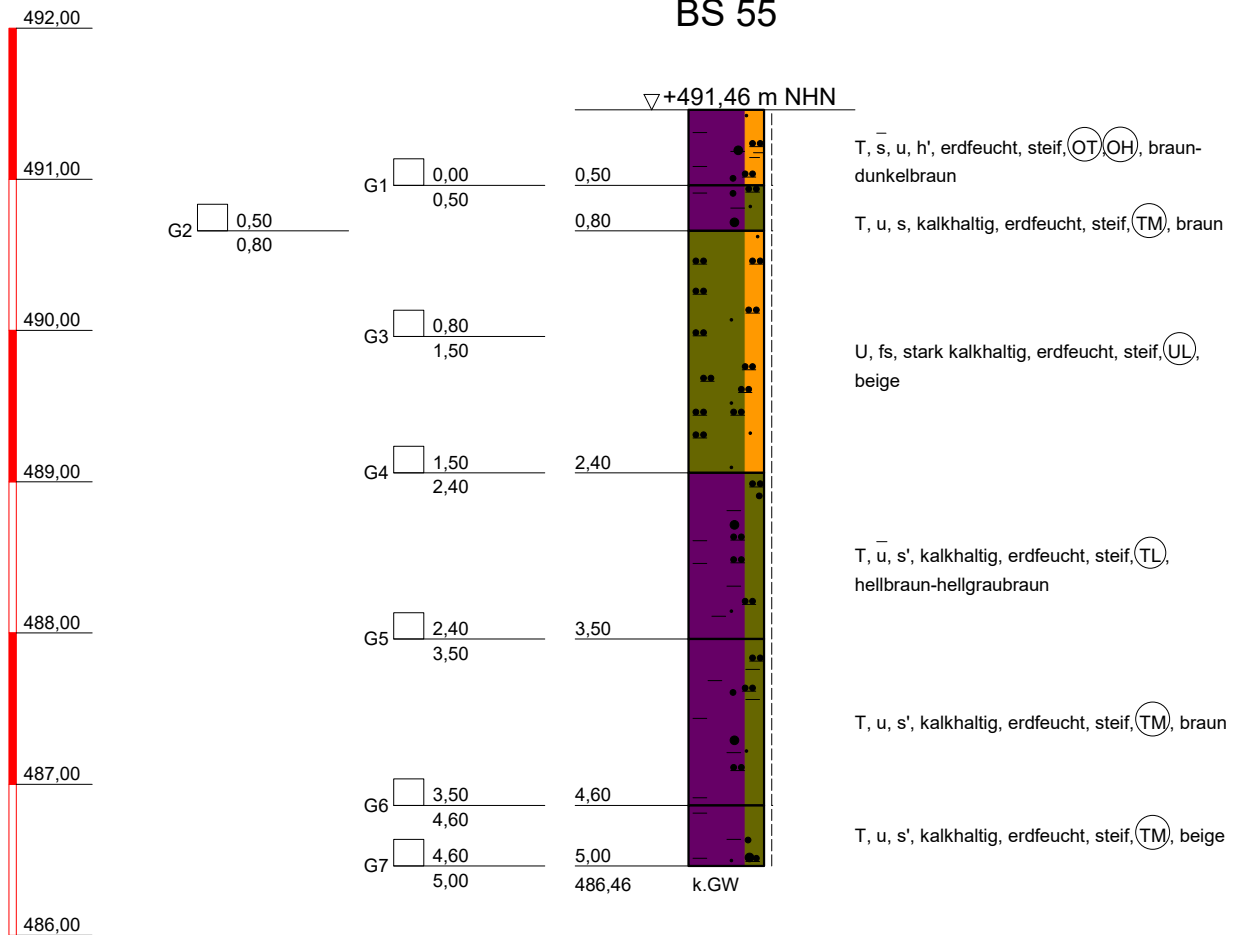 BS 55
492,00
491,00
490,00
489,00
488,00
487,00
486,00
▽+491,46 m NHN
G1 0,00
0,50
G2 0,50
0,80
G3 0,80
1,50
G4 1,50
2,40
G5 2,40
3,50
G6 3,50
4,60
G7 4,60
5,00
0,50
0,80
2,40
3,50
4,60
5,00
486,46 k.GW
T, s̅, u, h', erdfeucht, steif, OT, OH, braun-
dunkelbraun
T, u, s, kalkhaltig, erdfeucht, steif, TM, braun
U, fs, stark kalkhaltig, erdfeucht, steif, UL,
beige
T, u̅, s', kalkhaltig, erdfeucht, steif, TL,
hellbraun-hellgraubraun
T, u, s', kalkhaltig, erdfeucht, steif, TM, braun
T, u, s', kalkhaltig, erdfeucht, steif, TM, beige